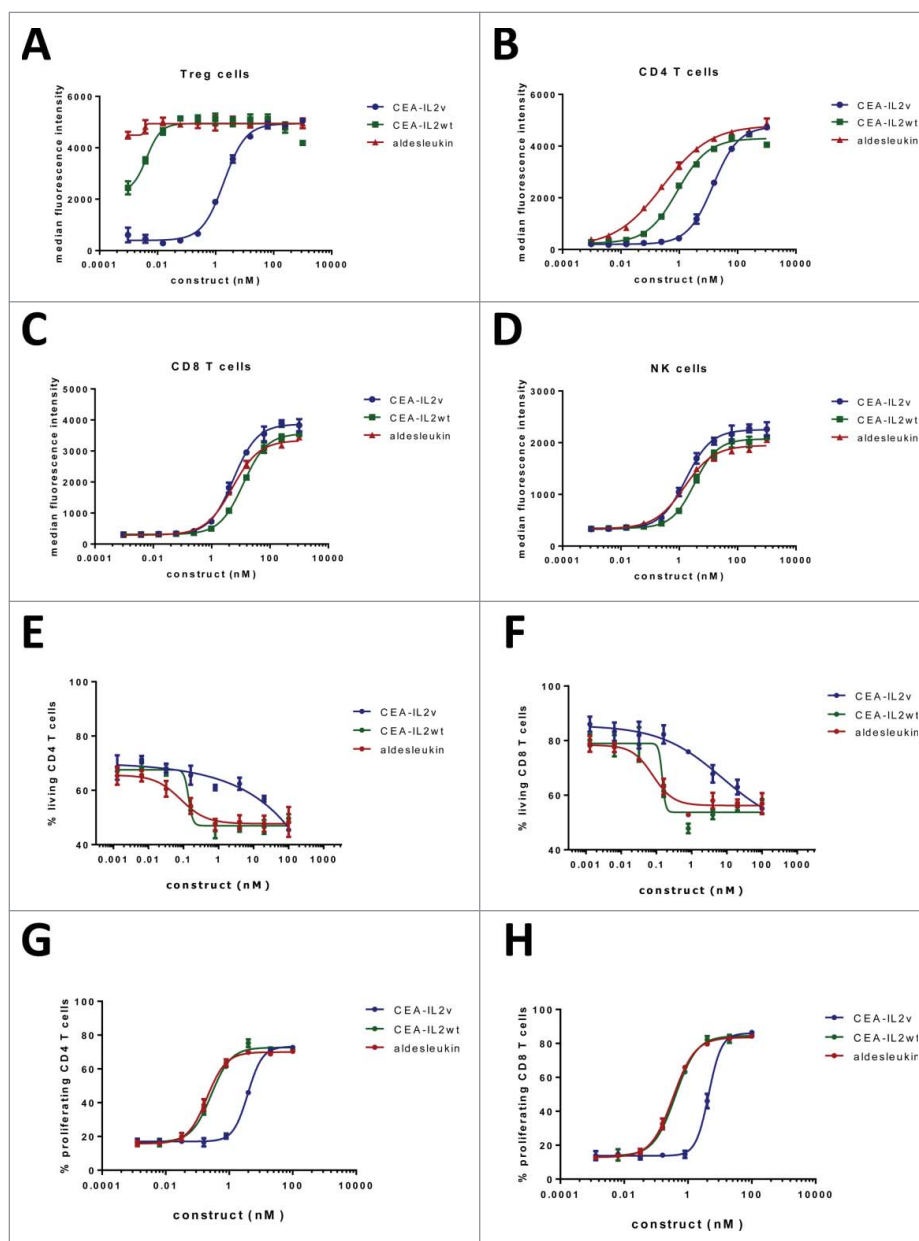 A
Treg cells
median fluorescence intensity
6000
4000
2000
0
0.0001
0.01
1
100
10000
construct (nM)
CEA-IL2v
CEA-IL2wt
aldesleukin
B
CD4 T cells
median fluorescence intensity
6000
4000
2000
0
0.0001
0.01
1
100
10000
construct (nM)
CEA-IL2v
CEA-IL2wt
aldesleukin
C
CD8 T cells
median fluorescence intensity
5000
4000
3000
2000
1000
0
0.0001
0.01
1
100
10000
construct (nM)
CEA-IL2v
CEA-IL2wt
aldesleukin
D
NK cells
median fluorescence intensity
3000
2000
1000
0
0.0001
0.01
1
100
10000
construct (nM)
CEA-IL2v
CEA-IL2wt
aldesleukin
E
% living CD4 T cells
100
80
60
40
0.001
0.01
0.1
1
10
100
1000
construct (nM)
CEA-IL2v
CEA-IL2wt
aldesleukin
F
% living CD8 T cells
100
80
60
40
0.001
0.01
0.1
1
10
100
1000
construct (nM)
CEA-IL2v
CEA-IL2wt
aldesleukin
G
% proliferating CD4 T cells
100
80
60
40
20
0
0.0001
0.01
1
100
10000
construct (nM)
CEA-IL2v
CEA-IL2wt
aldesleukin
H
% proliferating CD8 T cells
100
80
60
40
20
0
0.0001
0.01
1
100
10000
construct (nM)
CEA-IL2v
CEA-IL2wt
aldesleukin